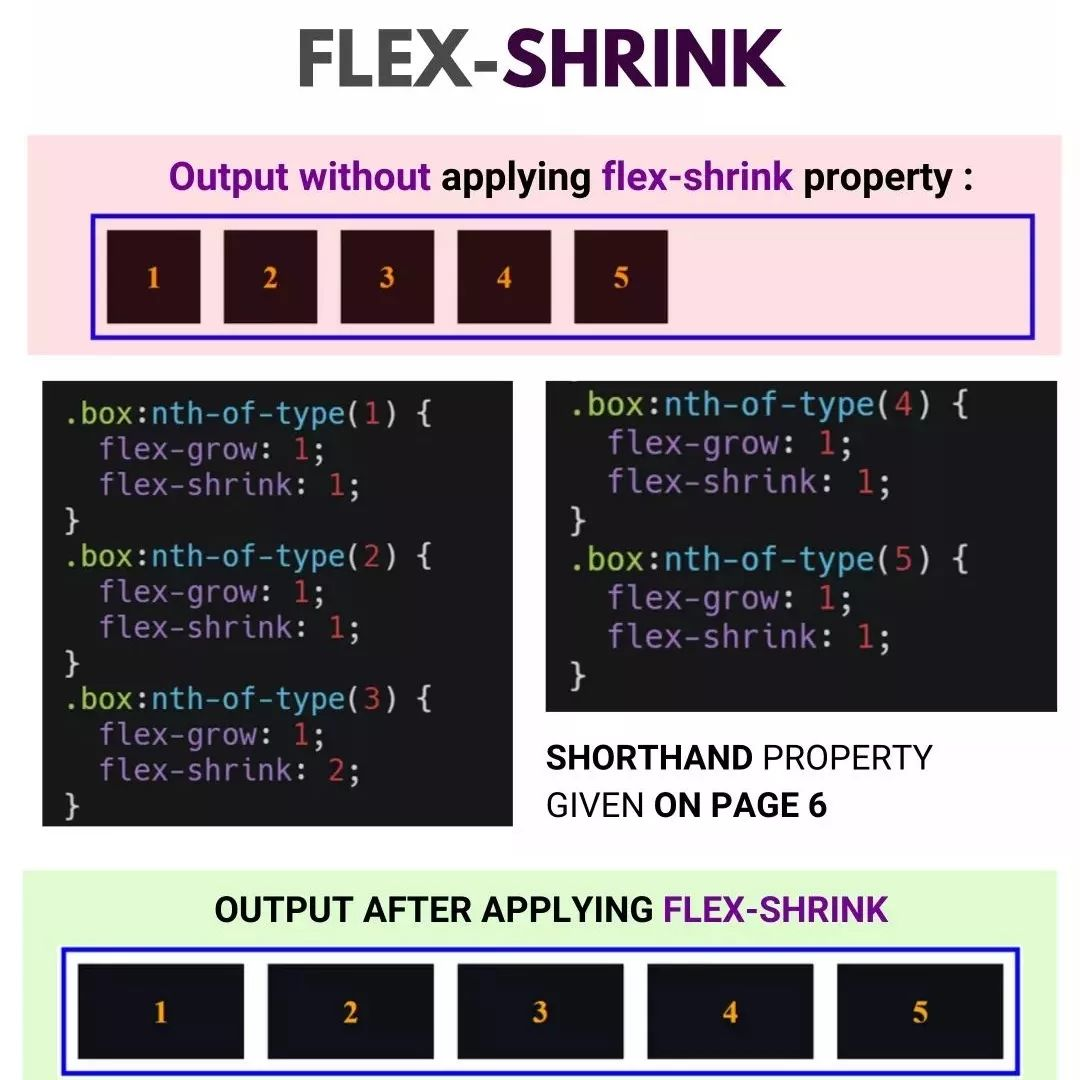 FLEX-SHRINK
Output without applying flex-shrink property :
1 2 3 4 5
.box:nth-of-type(1) {
flex-grow: 1;
flex-shrink: 1;
}
.box:nth-of-type(2) {
flex-grow: 1;
flex-shrink: 1;
}
.box:nth-of-type(3) {
flex-grow: 1;
flex-shrink: 2;
}
.box:nth-of-type(4) {
flex-grow: 1;
flex-shrink: 1;
}
.box:nth-of-type(5) {
flex-grow: 1;
flex-shrink: 1;
}
SHORTHAND PROPERTY
GIVEN ON PAGE 6
OUTPUT AFTER APPLYING FLEX-SHRINK
1 2 3 4 5